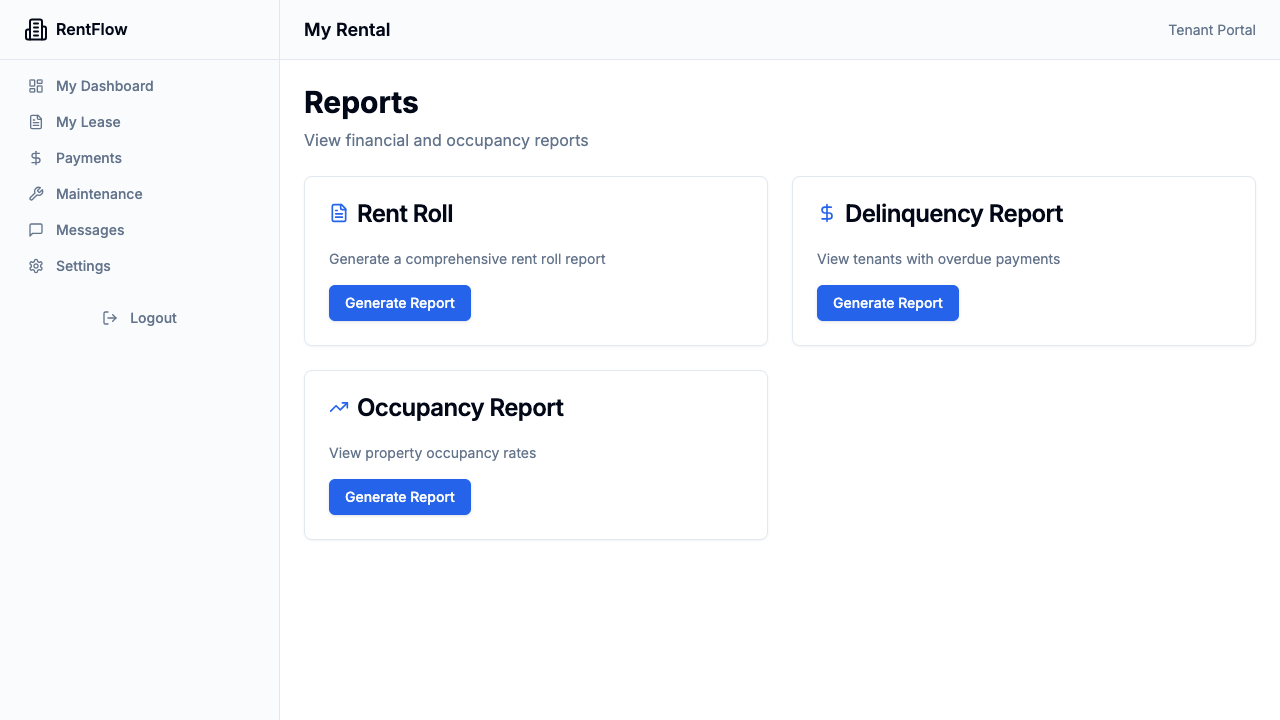 RentFlow
My Rental
Tenant Portal
My Dashboard
My Lease
Payments
Maintenance
Messages
Settings
Logout
Reports
View financial and occupancy reports
Rent Roll
Generate a comprehensive rent roll report
Generate Report
Delinquency Report
View tenants with overdue payments
Generate Report
Occupancy Report
View property occupancy rates
Generate Report